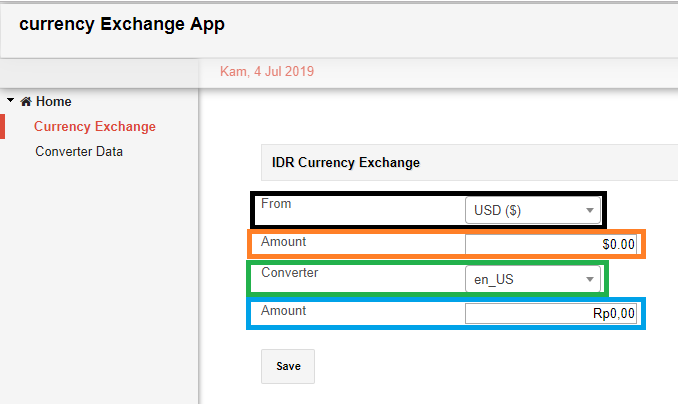 currency Exchange App
Kam, 4 Jul 2019
Home
Currency Exchange
Converter Data
IDR Currency Exchange
From USD ($)
Amount $0.00
Converter en_US
Amount Rp0,00
Save